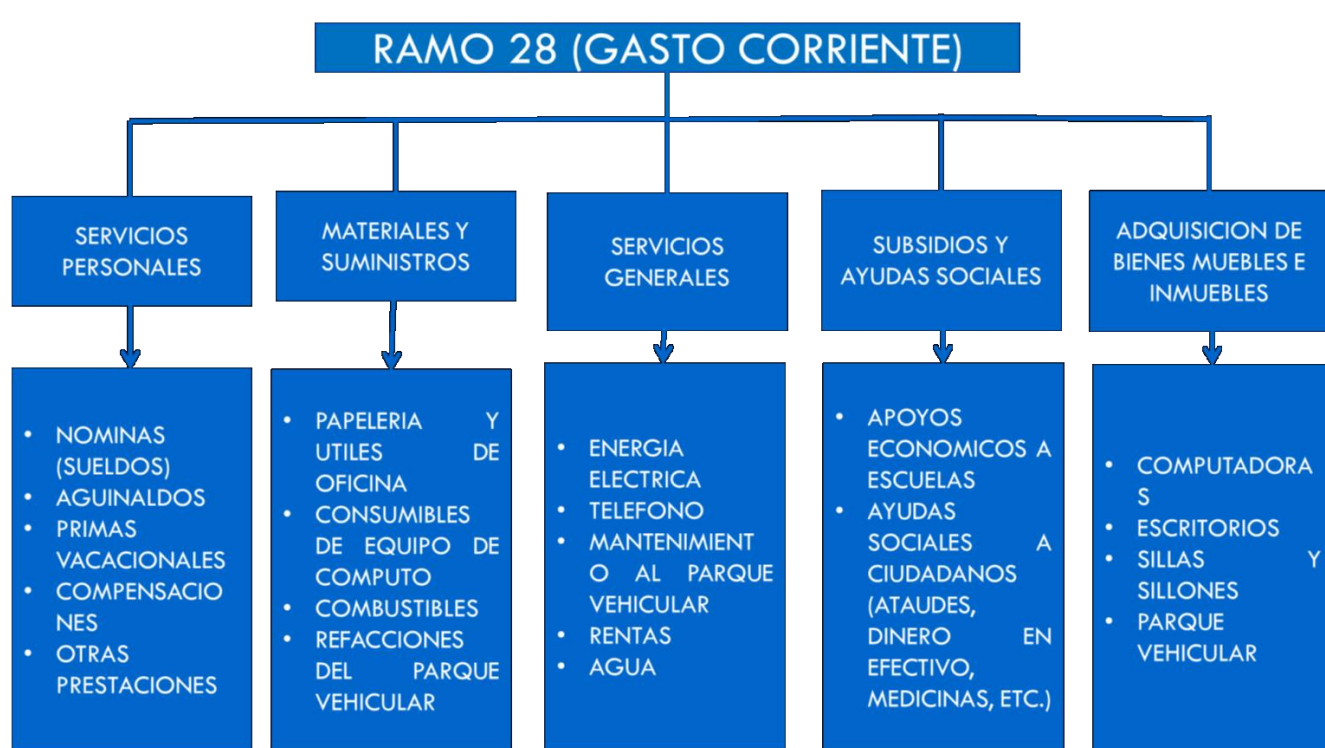 RAMO 28 (GASTO CORRIENTE)
SERVICIOS
PERSONALES
MATERIALES Y
SUMINISTROS
SERVICIOS
GENERALES
SUBSIDIOS Y
AYUDAS SOCIALES
ADQUISICION DE
BIENES MUEBLES E
INMUEBLES
• NOMINAS
(SUELDOS)
• AGUINALDOS
• PRIMAS
VACACIONALES
• COMPENSACIO
NES
• OTRAS
PRESTACIONES
• PAPELERIA Y
UTILES DE
OFICINA
• CONSUMIBLES
DE EQUIPO DE
COMPUTO
• COMBUSTIBLES
• REFACCIONES
DEL PARQUE
VEHICULAR
• ENERGIA
ELECTRICA
• TELEFONO
• MANTENIMIENT
O AL PARQUE
VEHICULAR
• RENTAS
• AGUA
• APOYOS
ECONOMICOS A
ESCUELAS
• AYUDAS
SOCIALES A
CIUDADANOS
(ATAUDES,
DINERO EN
EFECTIVO,
MEDICINAS, ETC.)
• COMPUTADORA
S
• ESCRITORIOS
• SILLAS Y
SILLONES
• PARQUE
VEHICULAR